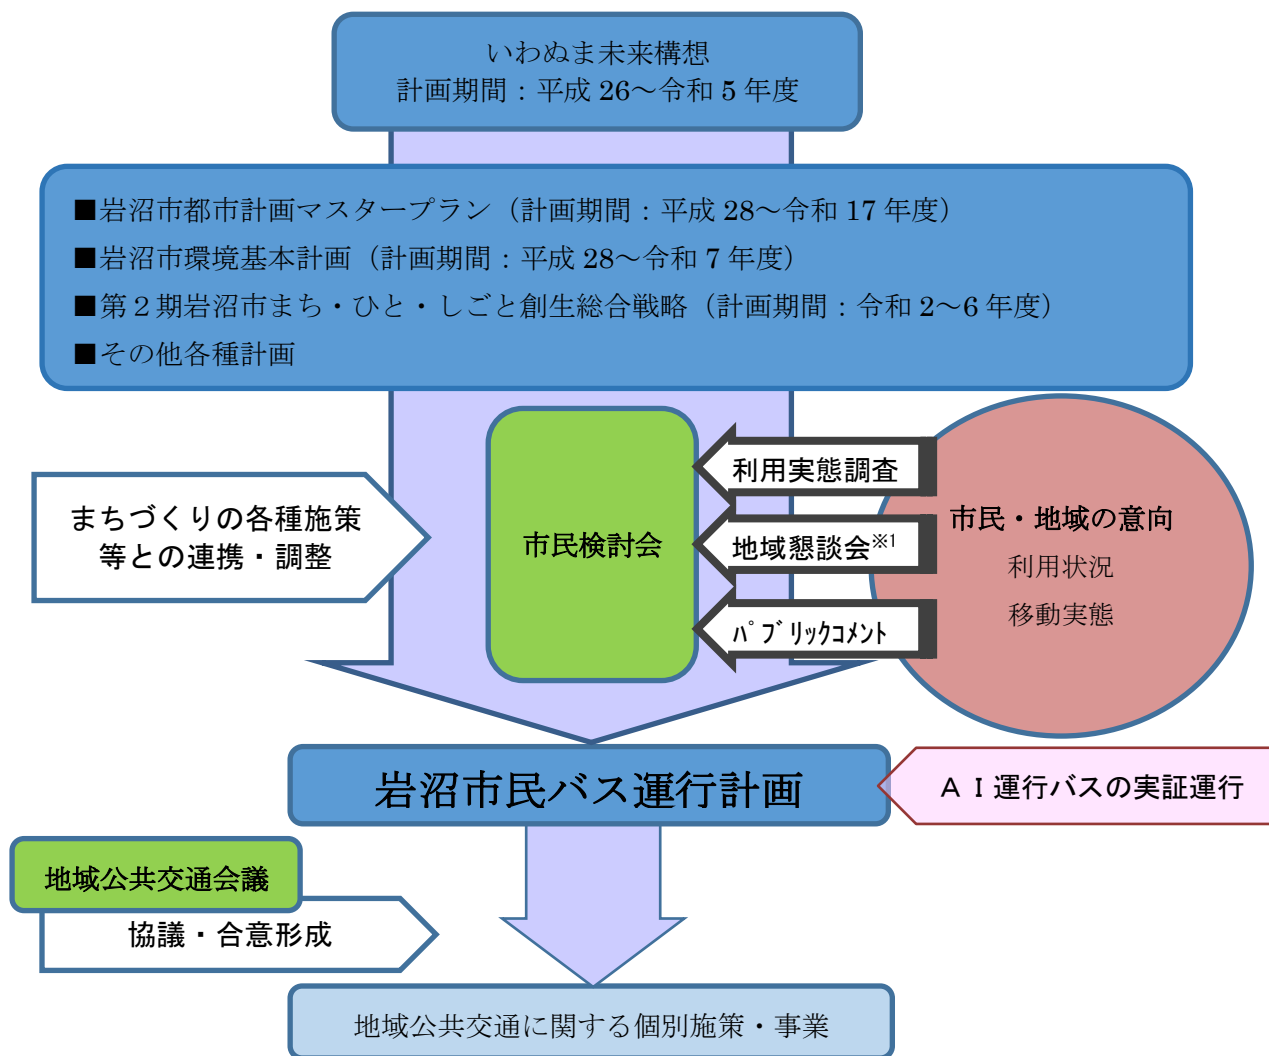 いわぬま未来構想
計画期間：平成 26～令和 5 年度
■岩沼市都市計画マスタープラン（計画期間：平成 28～令和 17 年度）
■岩沼市環境基本計画（計画期間：平成 28～令和 7 年度）
■第２期岩沼市まち・ひと・しごと創生総合戦略（計画期間：令和 2～6 年度）
■その他各種計画
まちづくりの各種施策
等との連携・調整
市民検討会
利用実態調査
地域懇談会※1
ﾊﾟﾌﾞﾘｯｸｺﾒﾝﾄ
市民・地域の意向
利用状況
移動実態
岩沼市民バス運行計画
ＡＩ運行バスの実証運行
地域公共交通会議
協議・合意形成
地域公共交通に関する個別施策・事業